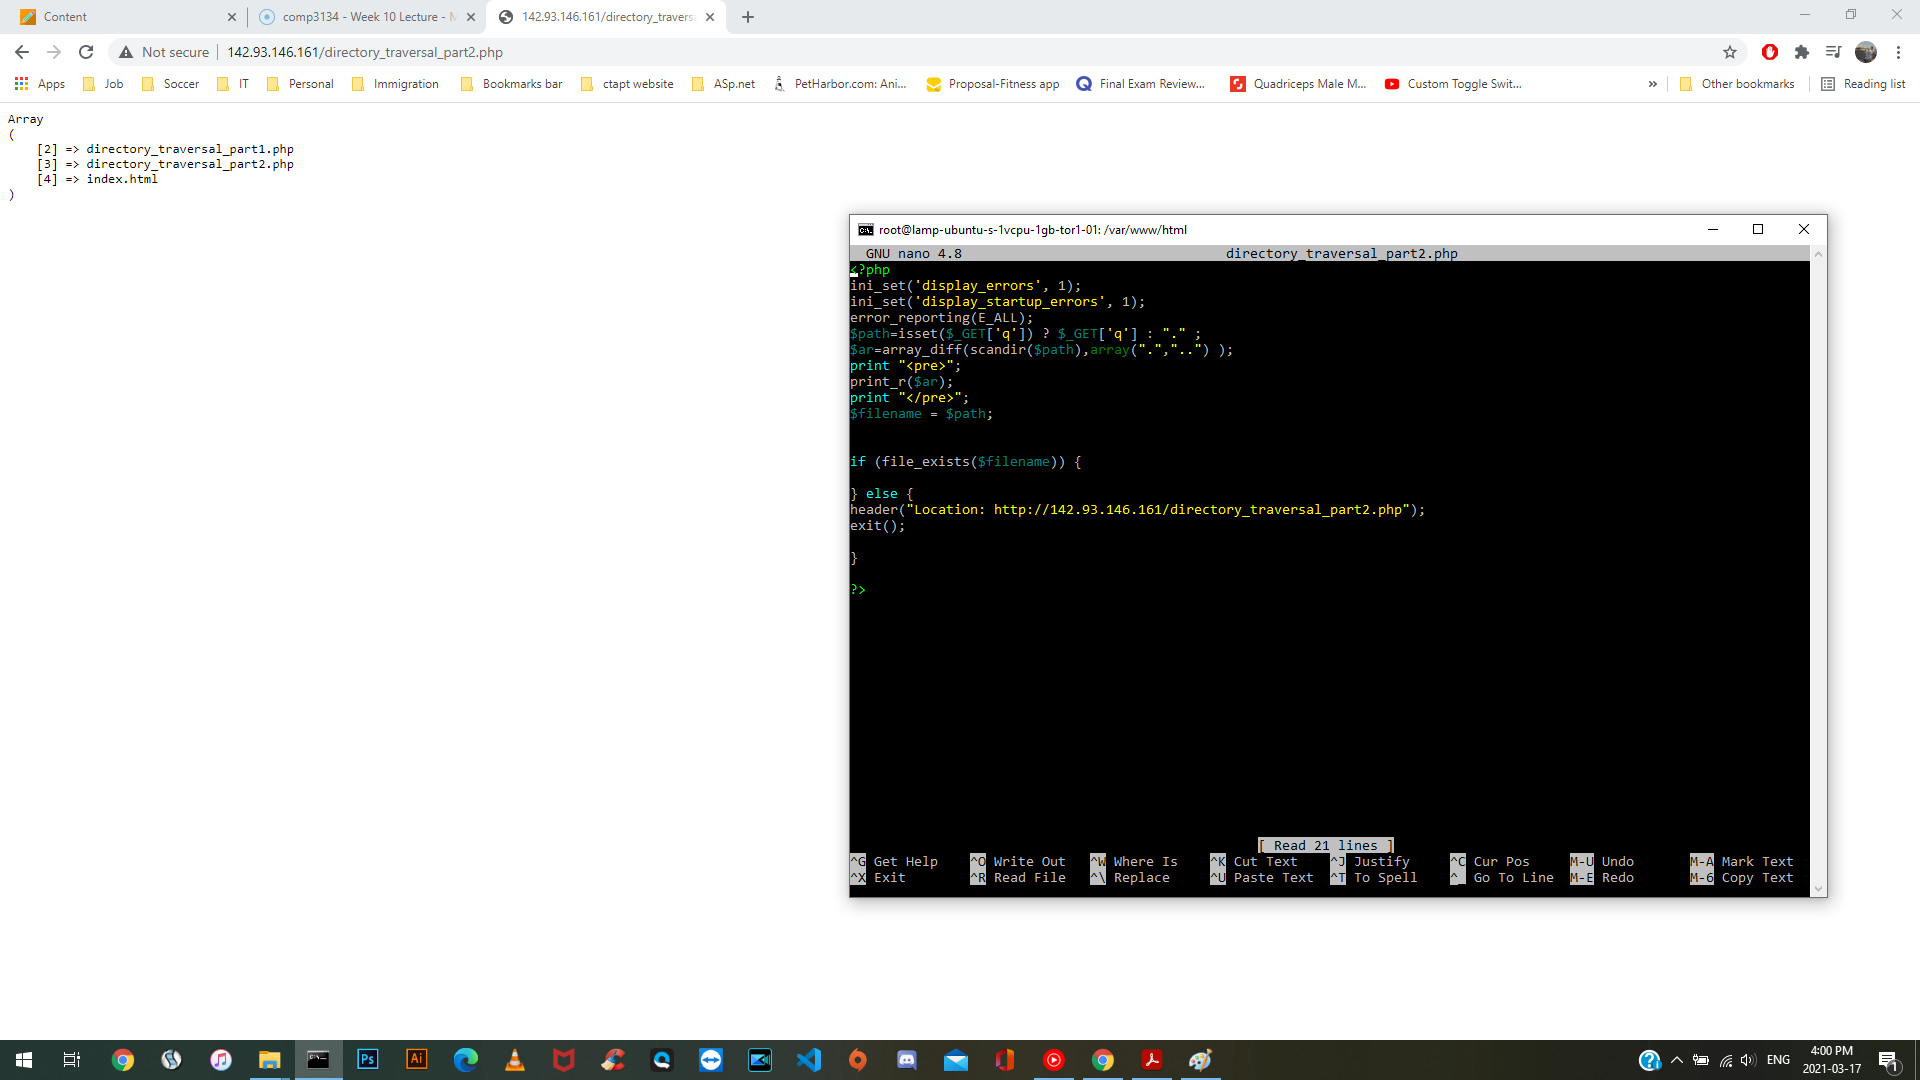 Content
comp3134 - Week 10 Lecture - M
142.93.146.161/directory_travers
Not secure
142.93.146.161/directory_traversal_part2.php
Apps
Job
Soccer
IT
Personal
Immigration
Bookmarks bar
ctapt website
ASp.net
PetHarbor.com: Ani...
Proposal-Fitness app
Final Exam Review...
Quadriceps Male M...
Custom Toggle Swit...
»
Other bookmarks
Reading list
Array
(
    [2] => directory_traversal_part1.php
    [3] => directory_traversal_part2.php
    [4] => index.html
)
root@lamp-ubuntu-s-1vcpu-1gb-tor1-01: /var/www/html
GNU nano 4.8 directory_traversal_part2.php
<?php
ini_set('display_errors', 1);
ini_set('display_startup_errors', 1);
error_reporting(E_ALL);
$path=isset($_GET['q']) ? $_GET['q'] : "." ;
$ar=array_diff(scandir($path),array(".","..") );
print "<pre>";
print_r($ar);
print "</pre>";
$filename = $path;
if (file_exists($filename)) {
} else {
header("Location: http://142.93.146.161/directory_traversal_part2.php");
exit();
}
?>
[ Read 21 lines ]
^G Get Help ^O Write Out ^W Where Is ^K Cut Text ^J Justify ^C Cur Pos M-U Undo M-A Mark Text
^X Exit ^R Read File ^\ Replace ^U Paste Text ^T To Spell ^_ Go To Line M-E Redo M-6 Copy Text
Ps
Ai
ENG
4:00 PM
2021-03-17
1